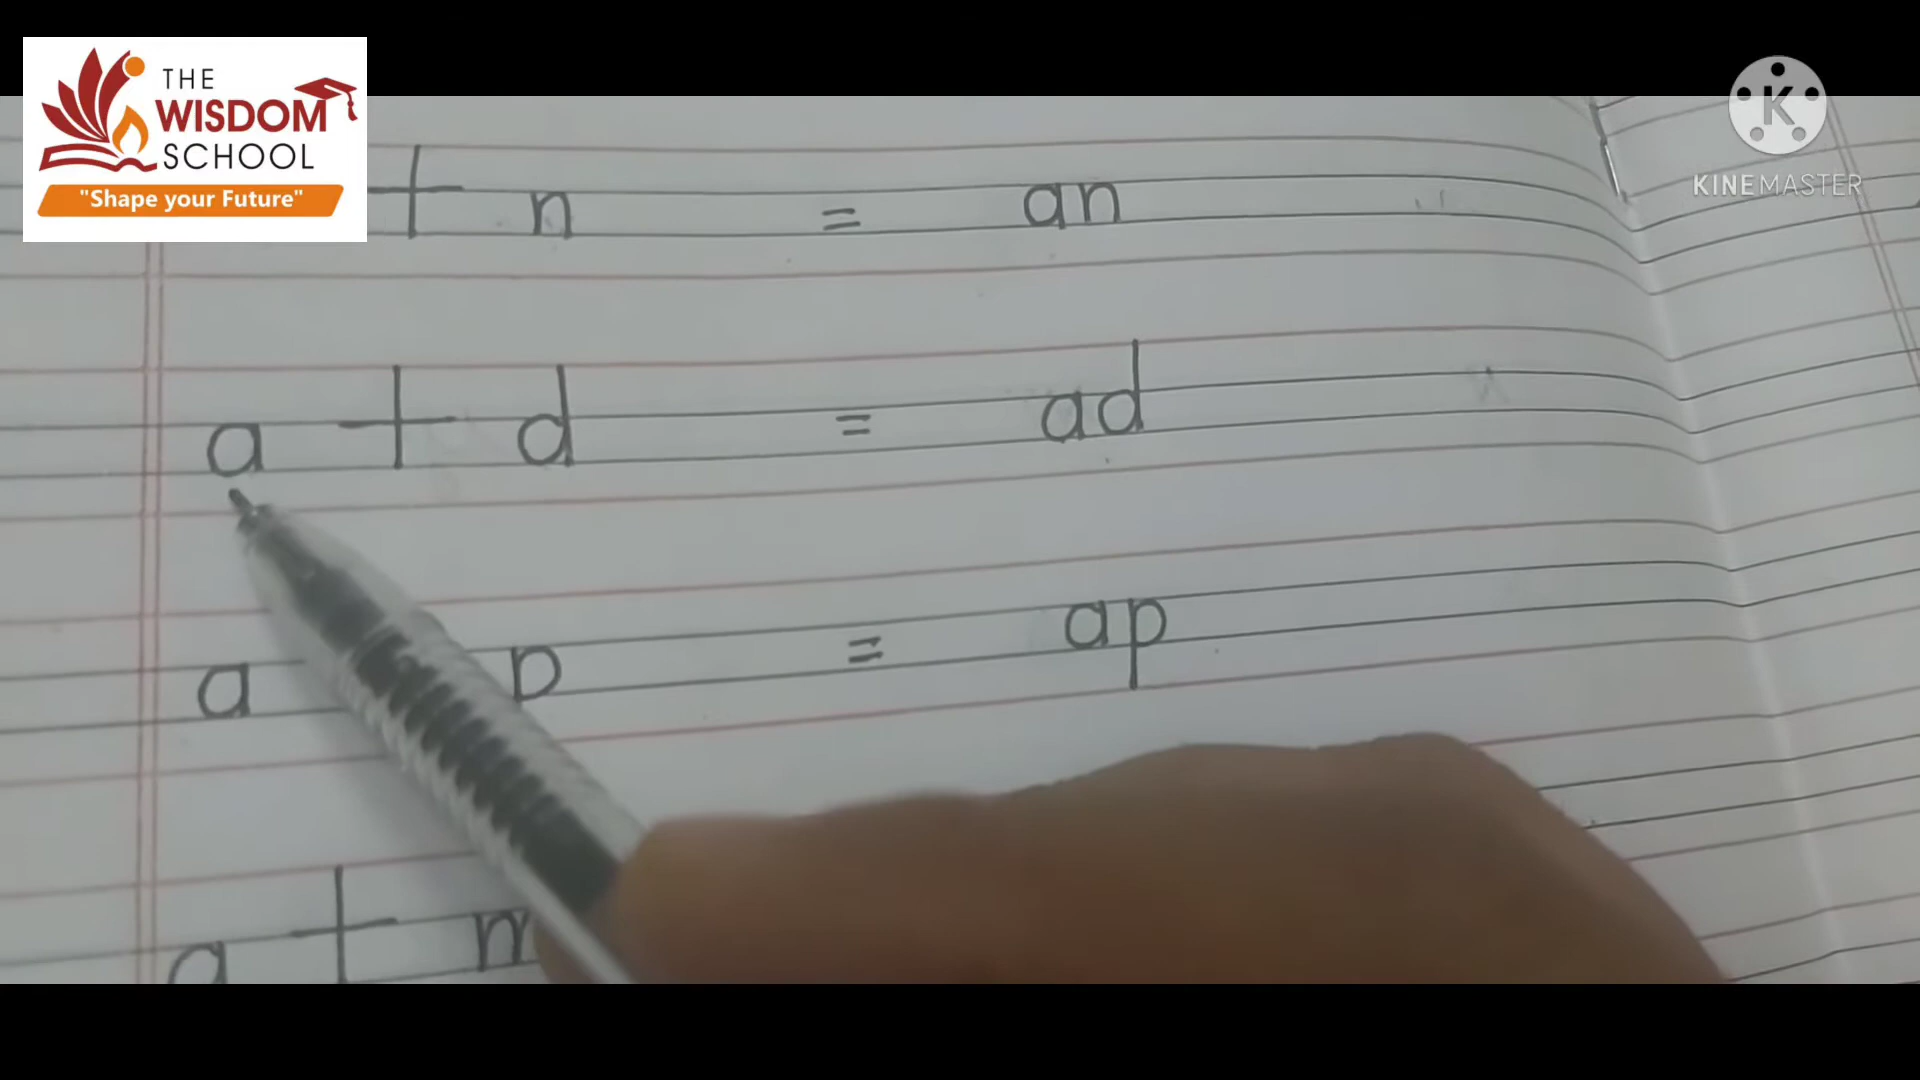 THE
WISDOM
SCHOOL
"Shape your Future"
KINEMASTER
+ n = an
a + d = ad
a p = ap
a + m